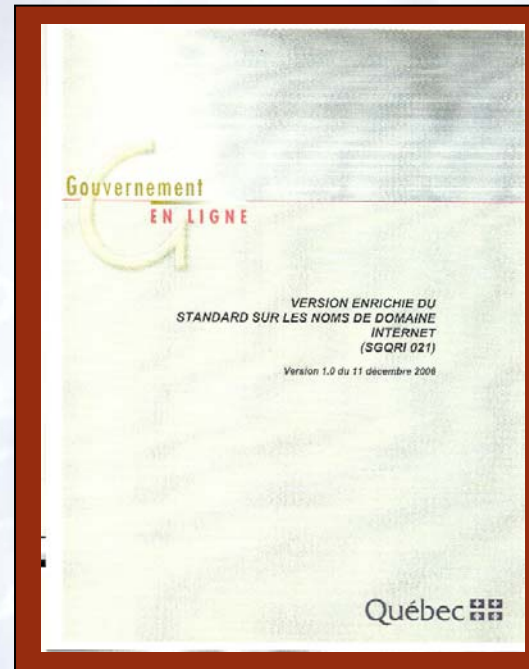 Gouvernement
EN LIGNE
VERSION ENRICHIE DU
STANDARD SUR LES NOMS DE DOMAINE
INTERNET
(SGQRI 021)
Version 1.0 du 11 décembre 2006
Québec